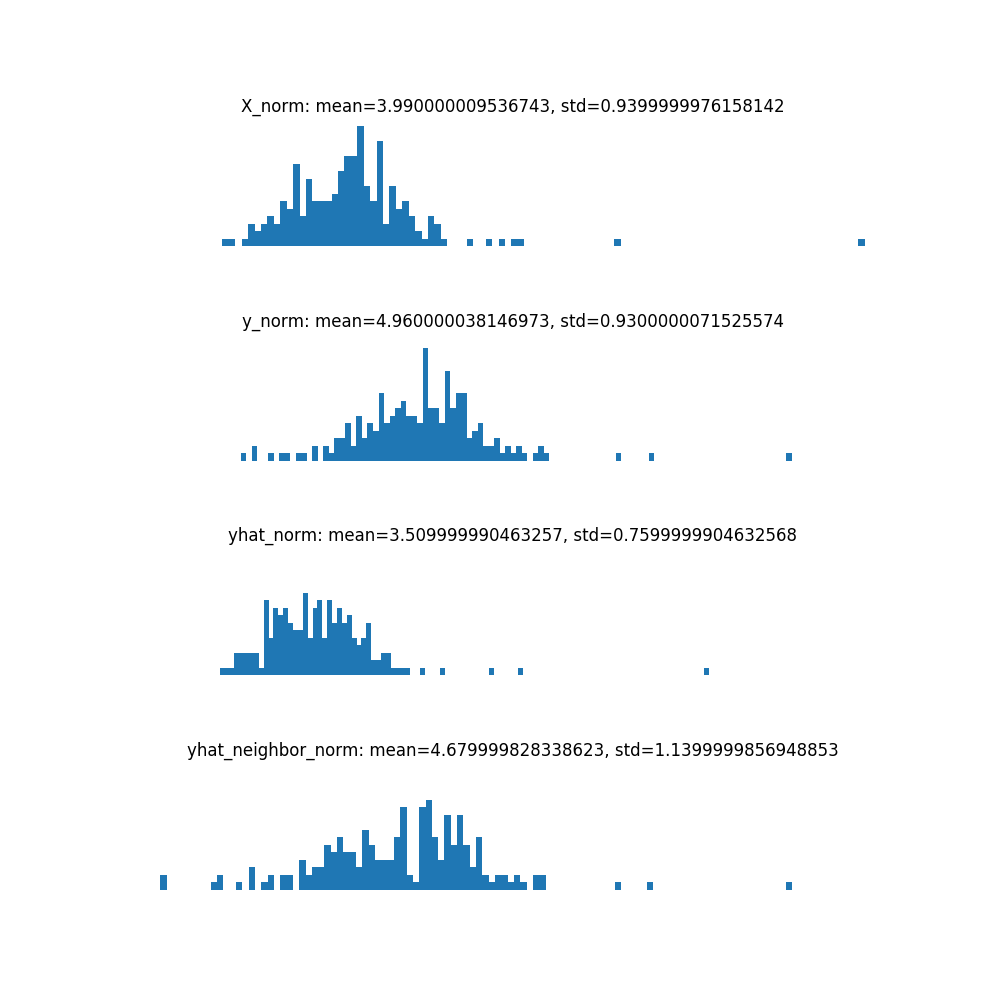 X_norm: mean=3.990000009536743, std=0.9399999976158142
y_norm: mean=4.960000038146973, std=0.9300000071525574
yhat_norm: mean=3.509999990463257, std=0.7599999904632568
yhat_neighbor_norm: mean=4.679999828338623, std=1.1399999856948853